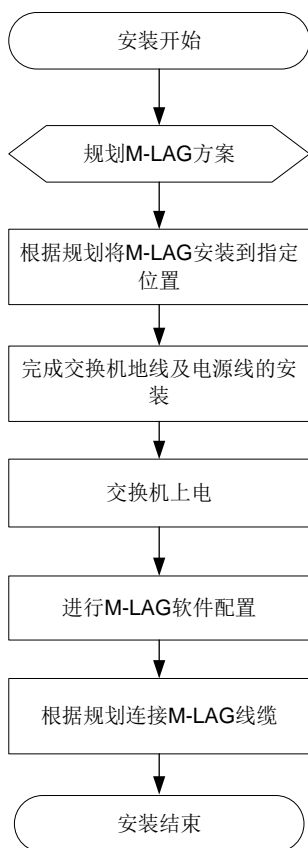 安装开始
规划M-LAG方案
根据规划将M-LAG安装到指定
位置
完成交换机地线及电源线的安
装
交换机上电
进行M-LAG软件配置
根据规划连接M-LAG线缆
安装结束